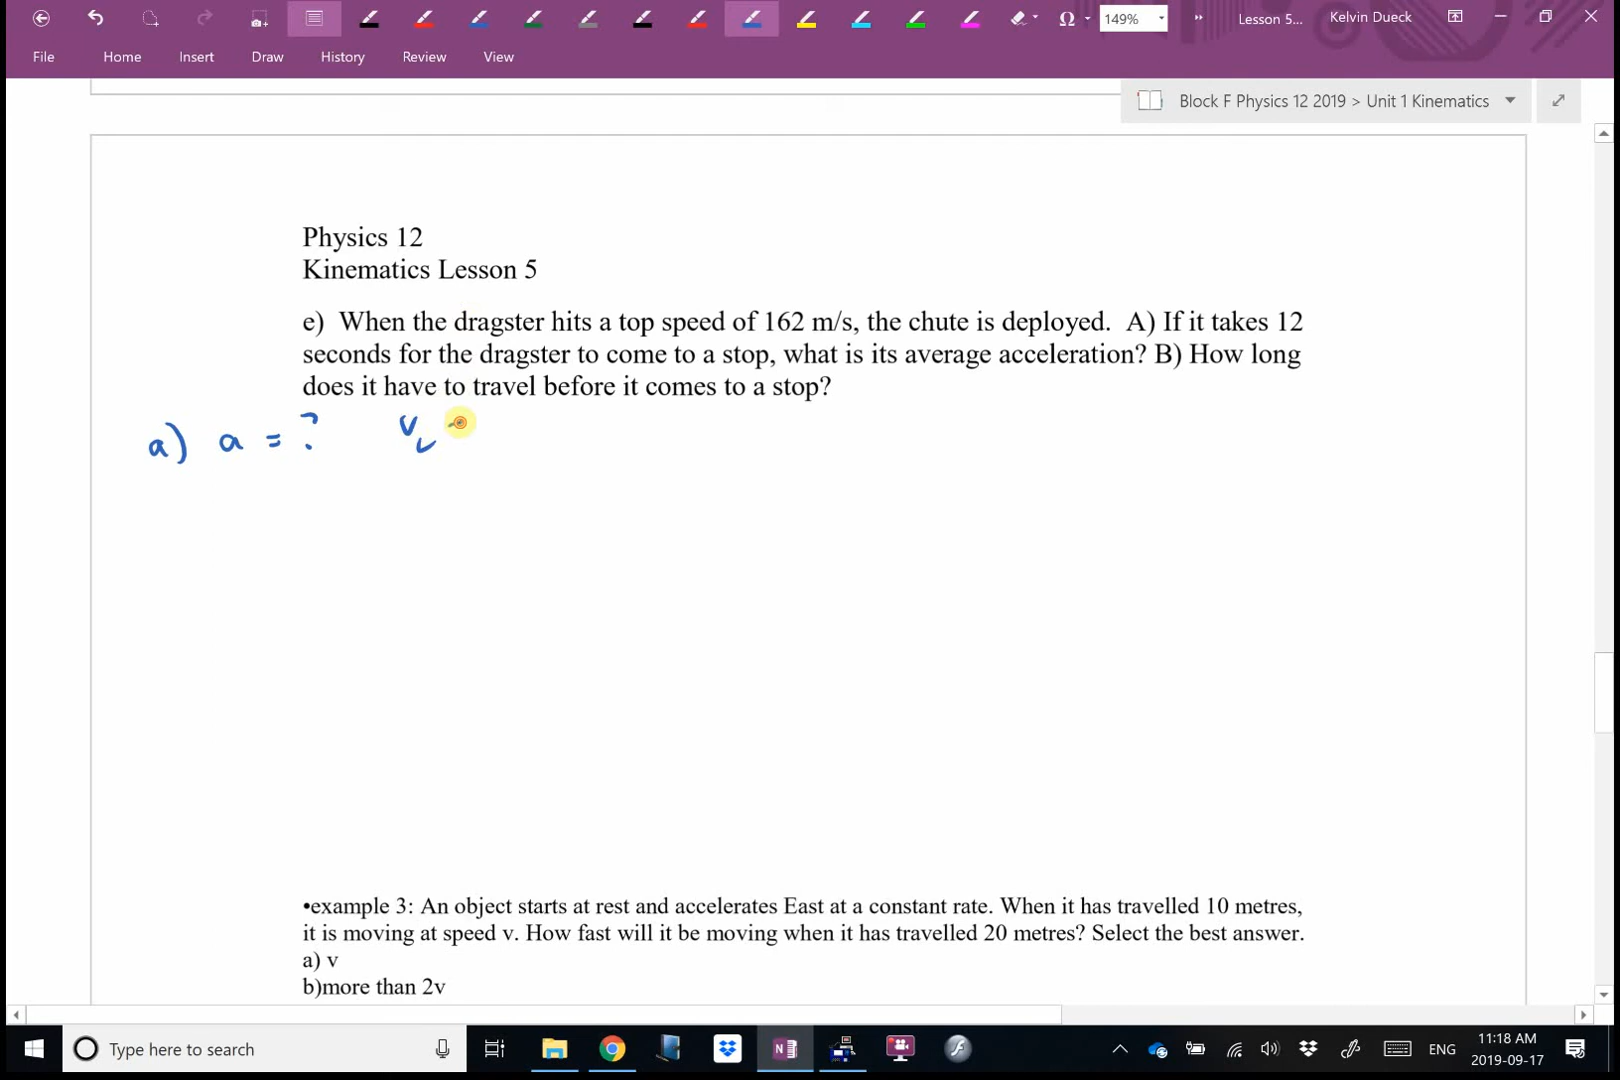 149%
Lesson 5...
Kelvin Dueck
File
Home
Insert
Draw
History
Review
View
Block F Physics 12 2019 > Unit 1 Kinematics
Physics 12
Kinematics Lesson 5
e) When the dragster hits a top speed of 162 m/s, the chute is deployed. A) If it takes 12
seconds for the dragster to come to a stop, what is its average acceleration? B) How long
does it have to travel before it comes to a stop?
a) a = ? v
•example 3: An object starts at rest and accelerates East at a constant rate. When it has travelled 10 metres,
it is moving at speed v. How fast will it be moving when it has travelled 20 metres? Select the best answer.
a) v
b)more than 2v
Type here to search
ENG
11:18 AM
2019-09-17